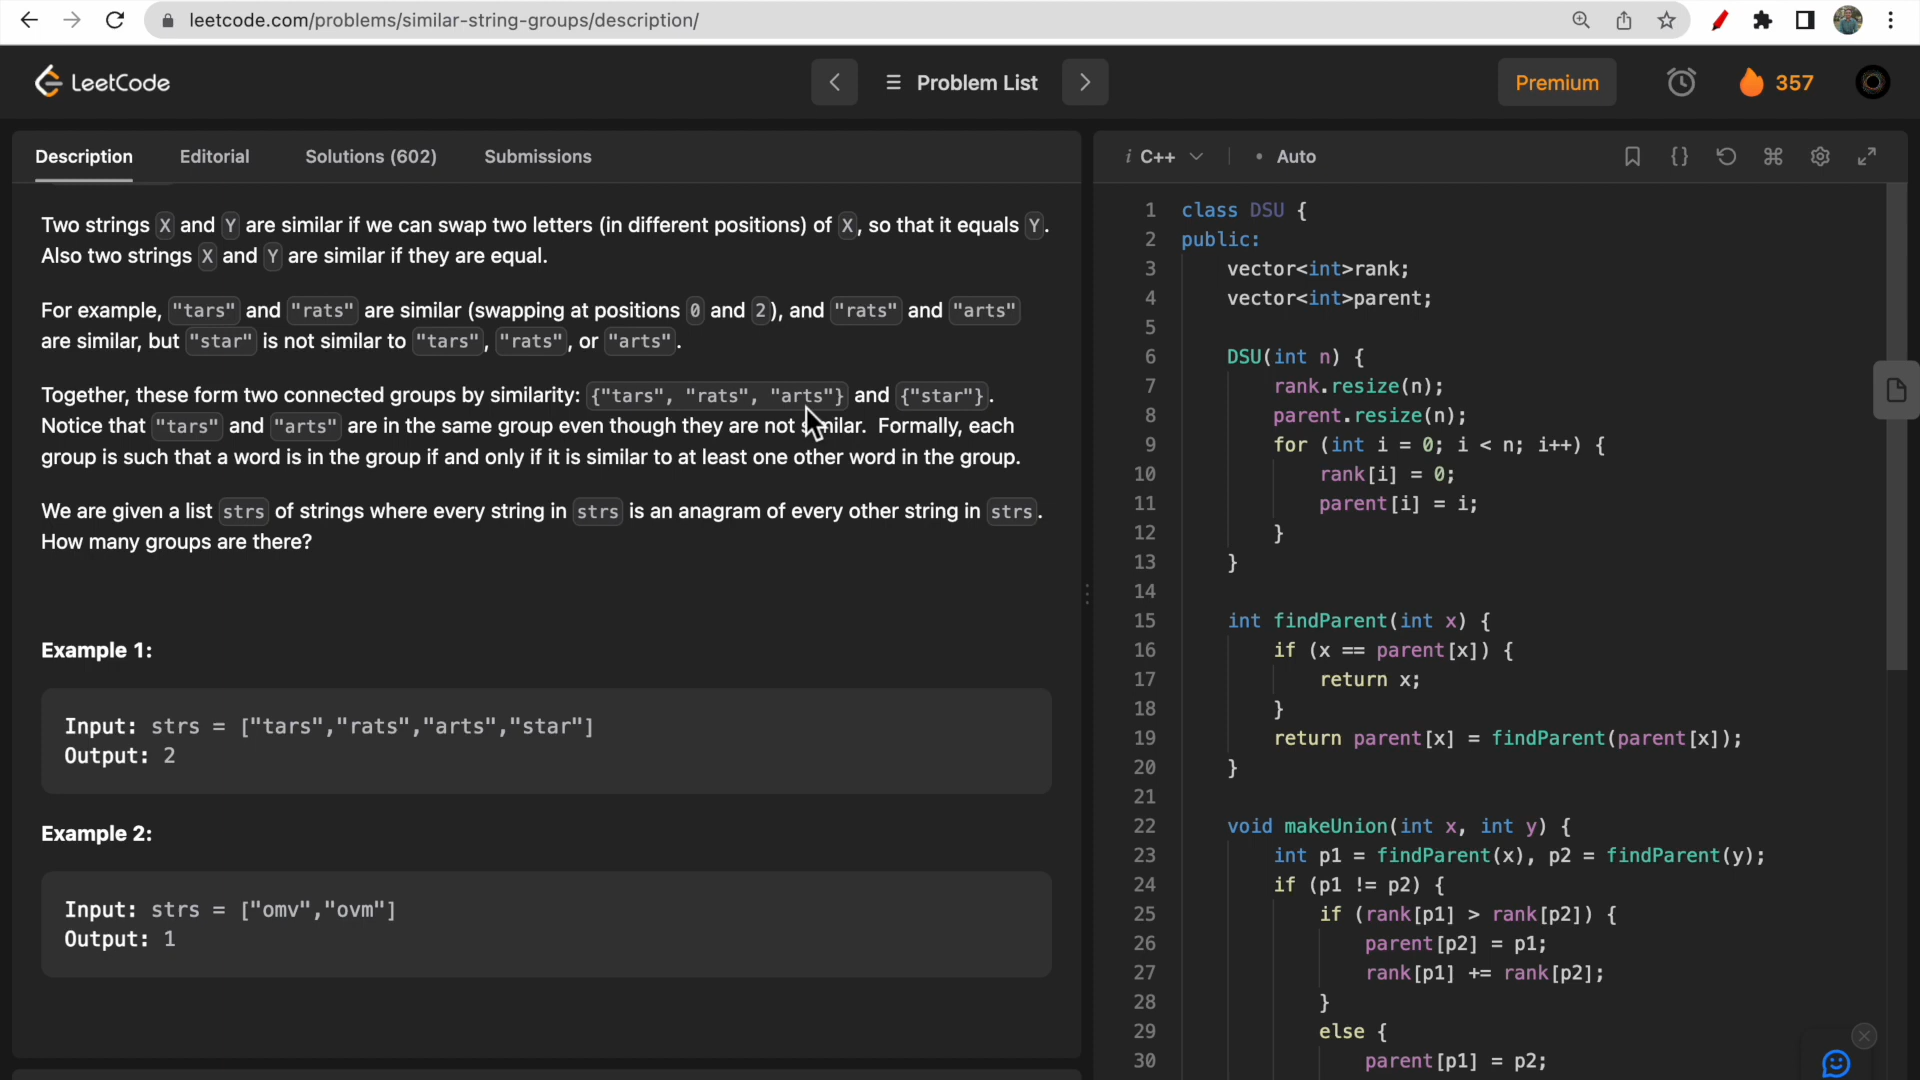 leetcode.com/problems/similar-string-groups/description/
LeetCode
Problem List
Premium
357
Description Editorial Solutions (602) Submissions
Two strings X and Y are similar if we can swap two letters (in different positions) of X, so that it equals Y.
Also two strings X and Y are similar if they are equal.
For example, "tars" and "rats" are similar (swapping at positions 0 and 2), and "rats" and "arts"
are similar, but "star" is not similar to "tars", "rats", or "arts".
Together, these form two connected groups by similarity: {"tars", "rats", "arts"} and {"star"}.
Notice that "tars" and "arts" are in the same group even though they are not similar. Formally, each
group is such that a word is in the group if and only if it is similar to at least one other word in the group.
We are given a list strs of strings where every string in strs is an anagram of every other string in strs.
How many groups are there?
Example 1:
Input: strs = ["tars","rats","arts","star"]
Output: 2
Example 2:
Input: strs = ["omv","ovm"]
Output: 1
i C++ • Auto
1 class DSU {
2 public:
3 vector<int>rank;
4 vector<int>parent;
5
6 DSU(int n) {
7 rank.resize(n);
8 parent.resize(n);
9 for (int i = 0; i < n; i++) {
10 rank[i] = 0;
11 parent[i] = i;
12 }
13 }
14
15 int findParent(int x) {
16 if (x == parent[x]) {
17 return x;
18 }
19 return parent[x] = findParent(parent[x]);
20 }
21
22 void makeUnion(int x, int y) {
23 int p1 = findParent(x), p2 = findParent(y);
24 if (p1 != p2) {
25 if (rank[p1] > rank[p2]) {
26 parent[p2] = p1;
27 rank[p1] += rank[p2];
28 }
29 else {
30 parent[p1] = p2;